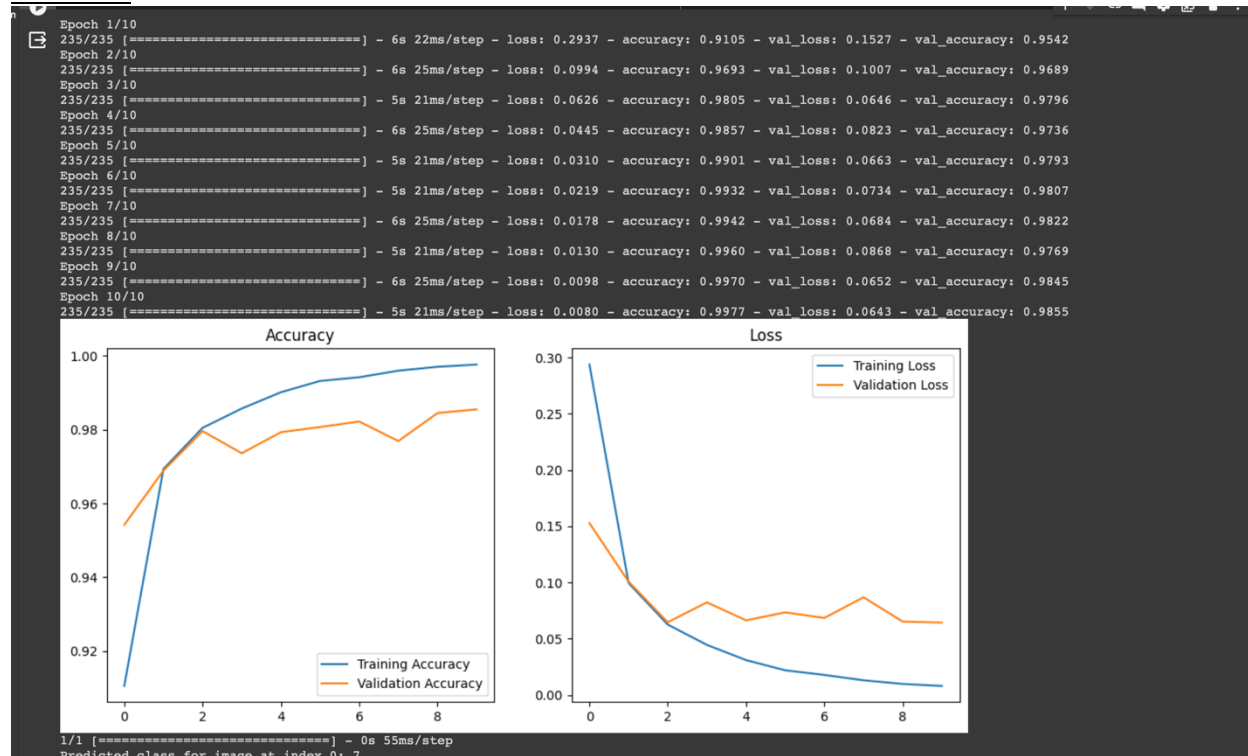 Epoch 1/10
235/235 [==============================] - 6s 22ms/step - loss: 0.2937 - accuracy: 0.9105 - val_loss: 0.1527 - val_accuracy: 0.9542
Epoch 2/10
235/235 [==============================] - 6s 25ms/step - loss: 0.0994 - accuracy: 0.9693 - val_loss: 0.1007 - val_accuracy: 0.9689
Epoch 3/10
235/235 [==============================] - 5s 21ms/step - loss: 0.0626 - accuracy: 0.9805 - val_loss: 0.0646 - val_accuracy: 0.9796
Epoch 4/10
235/235 [==============================] - 6s 25ms/step - loss: 0.0445 - accuracy: 0.9857 - val_loss: 0.0823 - val_accuracy: 0.9736
Epoch 5/10
235/235 [==============================] - 5s 21ms/step - loss: 0.0310 - accuracy: 0.9901 - val_loss: 0.0663 - val_accuracy: 0.9793
Epoch 6/10
235/235 [==============================] - 5s 21ms/step - loss: 0.0219 - accuracy: 0.9932 - val_loss: 0.0734 - val_accuracy: 0.9807
Epoch 7/10
235/235 [==============================] - 6s 25ms/step - loss: 0.0178 - accuracy: 0.9942 - val_loss: 0.0684 - val_accuracy: 0.9822
Epoch 8/10
235/235 [==============================] - 5s 21ms/step - loss: 0.0130 - accuracy: 0.9960 - val_loss: 0.0868 - val_accuracy: 0.9769
Epoch 9/10
235/235 [==============================] - 6s 25ms/step - loss: 0.0098 - accuracy: 0.9970 - val_loss: 0.0652 - val_accuracy: 0.9845
Epoch 10/10
235/235 [==============================] - 5s 21ms/step - loss: 0.0080 - accuracy: 0.9977 - val_loss: 0.0643 - val_accuracy: 0.9855
Accuracy
1.00
0.98
0.96
0.94
0.92
Training Accuracy
Validation Accuracy
0 2 4 6 8
Loss
0.30
0.25
0.20
0.15
0.10
0.05
0.00
Training Loss
Validation Loss
0 2 4 6 8
1/1 [==============================] - 0s 55ms/step
Predicted class for image at index 0: 7